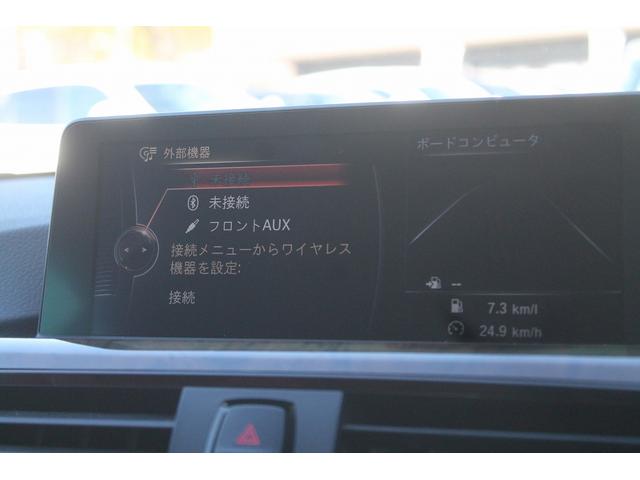 外部機器
未接続
未接続
フロントAUX
接続メニューからワイヤレス
機器を設定:
接続
ボードコンピュータ
--
7.3 km/l
24.9 km/h